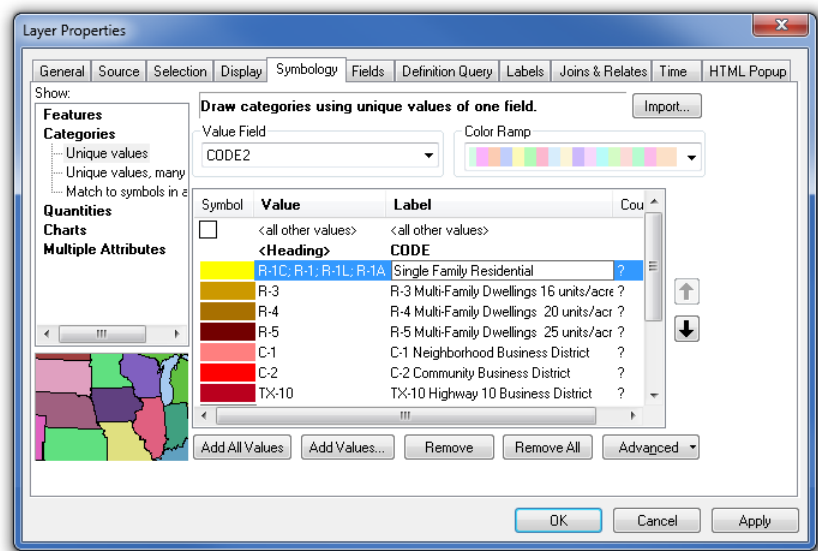 Layer Properties
General Source Selection Display Symbology Fields Definition Query Labels Joins & Relates Time HTML Popup
Show:
Features
Categories
Unique values
Unique values, many
Match to symbols in a
Quantities
Charts
Multiple Attributes
Draw categories using unique values of one field.
Import...
Value Field
CODE2
Color Ramp
Symbol Value Label Cou
<all other values> <all other values>
<Heading> CODE
R-1C; R-1; R-1L; R-1A Single Family Residential ?
R-3 R-3 Multi-Family Dwellings 16 units/acre ?
R-4 R-4 Multi-Family Dwellings 20 units/acr ?
R-5 R-5 Multi-Family Dwellings 25 units/acr ?
C-1 C-1 Neighborhood Business District ?
C-2 C-2 Community Business District ?
TX-10 TX-10 Highway 10 Business District ?
Add All Values Add Values... Remove Remove All Advanced
OK Cancel Apply